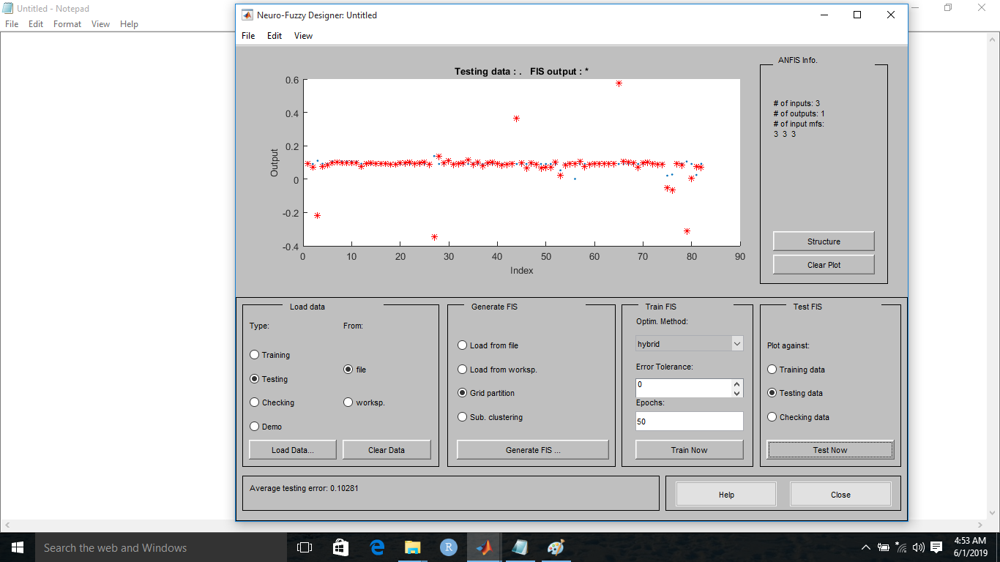 Untitled - Notepad
File Edit Format View Help
Neuro-Fuzzy Designer: Untitled
File Edit View
Testing data : .   FIS output : *
0.6
0.4
0.2
0
-0.2
-0.4
Output
0 10 20 30 40 50 60 70 80 90
Index
ANFIS Info.
# of inputs: 3
# of outputs: 1
# of input mfs:
3 3 3
Structure
Clear Plot
Load data
Type: From:
Training
file
Testing
Checking
worksp.
Demo
Load Data...
Clear Data
Generate FIS
Load from file
Load from worksp.
Grid partition
Sub. clustering
Generate FIS ...
Train FIS
Optim. Method:
hybrid
Error Tolerance:
0
Epochs:
50
Train Now
Test FIS
Plot against:
Training data
Testing data
Checking data
Test Now
Average testing error: 0.10281
Help
Close
Search the web and Windows
R
4:53 AM
6/1/2019